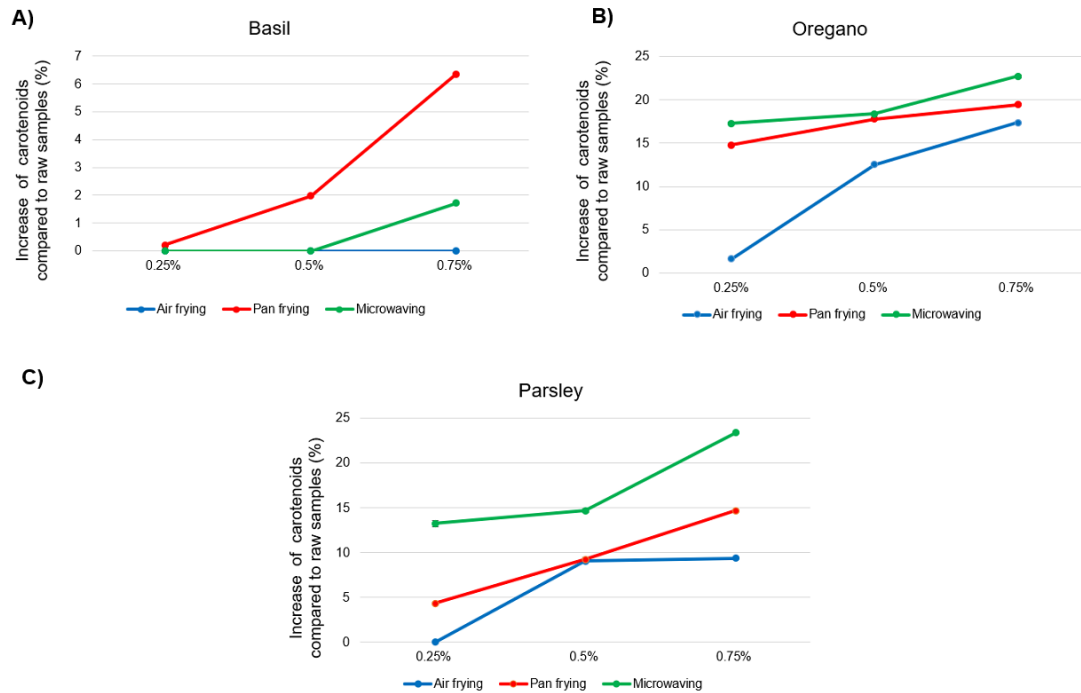 A)
Basil
Increase of carotenoids
compared to raw samples (%)
7
6
5
4
3
2
1
0
0.25% 0.5% 0.75%
Air frying Pan frying Microwaving
B)
Oregano
Increase of carotenoids
compared to raw samples (%)
25
20
15
10
5
0
0.25% 0.5% 0.75%
Air frying Pan frying Microwaving
C)
Parsley
Increase of carotenoids
compared to raw samples (%)
25
20
15
10
5
0
0.25% 0.5% 0.75%
Air frying Pan frying Microwaving